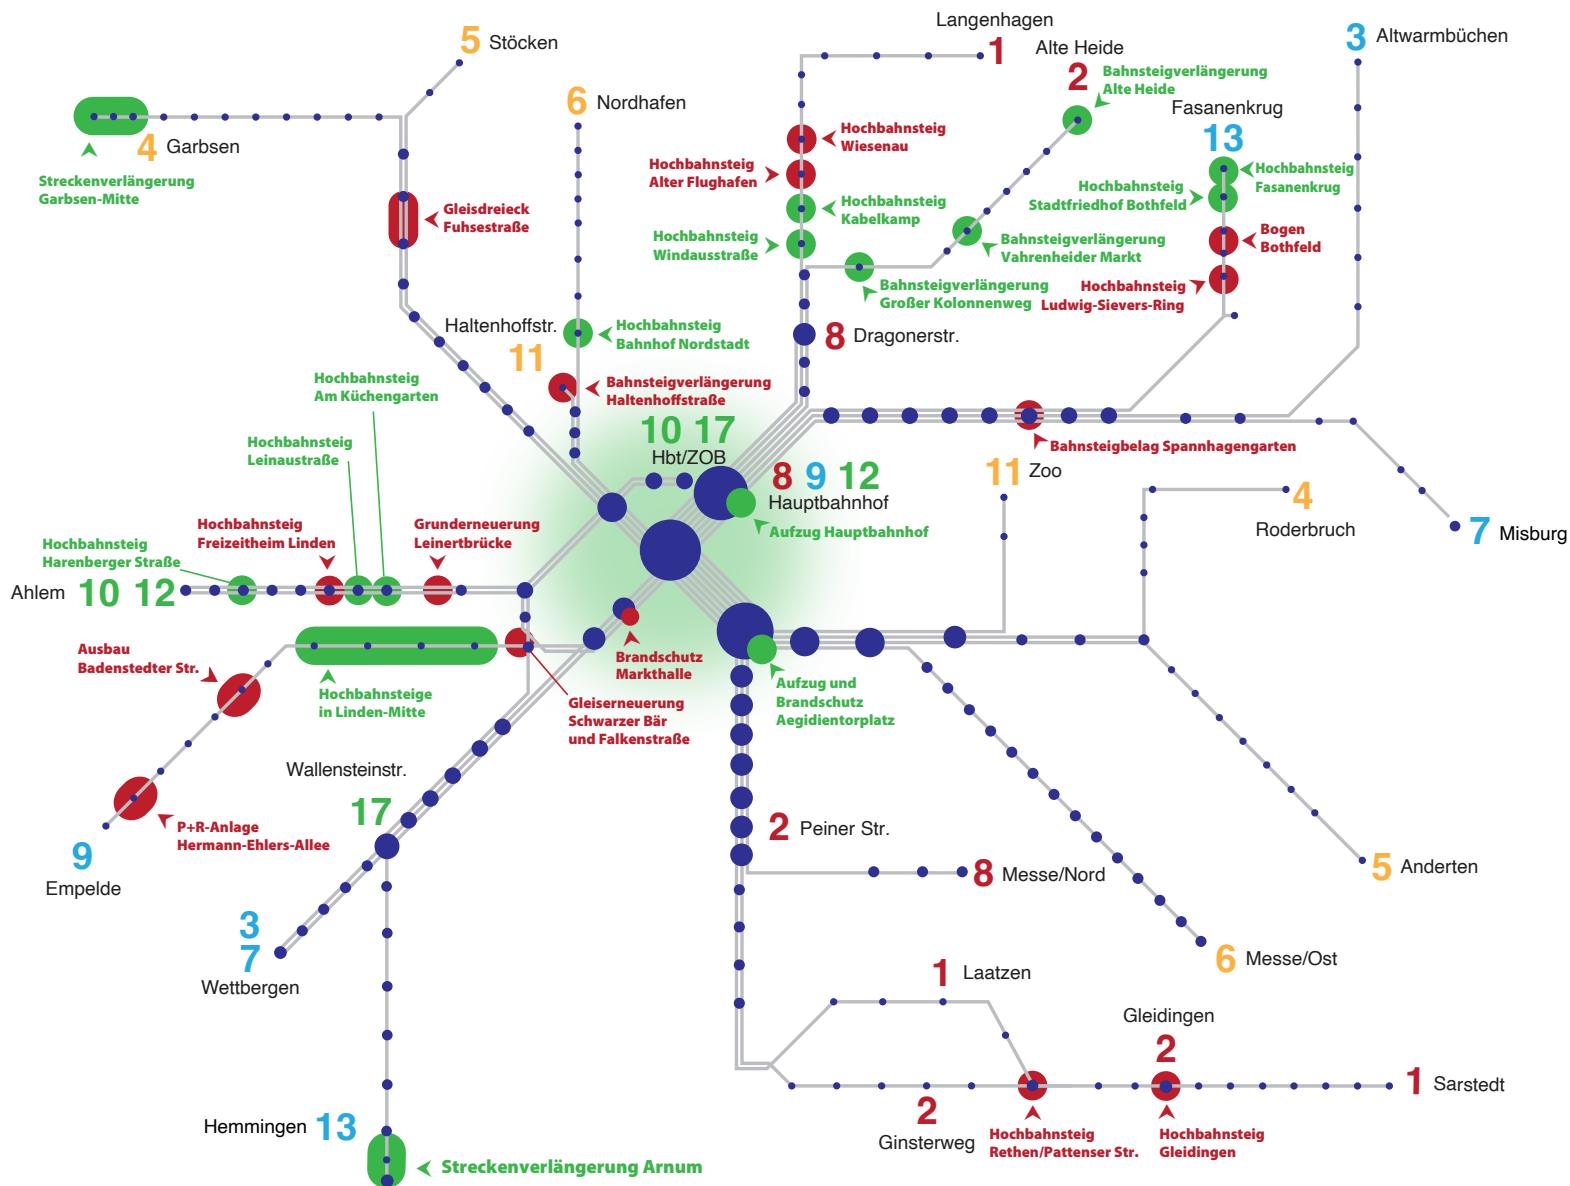 Langenhagen
1
Alte Heide
2
Bahnsteigverlängerung
Alte Heide
3 Altwarmbüchen
5 Stöcken
6 Nordhafen
Fasanenkrug
13
4 Garbsen
Streckenverlängerung
Garbsen-Mitte
Gleisdreieck
Fuhsestraße
Hochbahnsteig
Wiesenau
Hochbahnsteig
Alter Flughafen
Hochbahnsteig
Kabelkamp
Hochbahnsteig
Windausstraße
Hochbahnsteig
Fasanenkrug
Hochbahnsteig
Stadtfriedhof Bothfeld
Bogen
Bothfeld
Hochbahnsteig
Ludwig-Sievers-Ring
Bahnsteigverlängerung
Vahrenheider Markt
Bahnsteigverlängerung
Großer Kolonnenweg
Haltenhoffstr.
11
Hochbahnsteig
Bahnhof Nordstadt
8 Dragonerstr.
Bahnsteigverlängerung
Haltenhoffstraße
Hochbahnsteig
Am Küchengarten
Hochbahnsteig
Leinaustraße
10 17
Hbt/ZOB
8 9 12
Hauptbahnhof
Aufzug Hauptbahnhof
Bahnsteigbelag Spannhagengarten
11 Zoo
4
Roderbruch
7 Misburg
Hochbahnsteig
Freizeitheim Linden
Grunderneuerung
Leinertbrücke
Hochbahnsteig
Harenberger Straße
Ahlem 10 12
Ausbau
Badenstedter Str.
Hochbahnsteige
in Linden-Mitte
Brandschutz
Markthalle
Gleiserneuerung
Schwarzer Bär
und Falkenstraße
Aufzug und
Brandschutz
Aegidientorplatz
Wallensteinstr.
17
P+R-Anlage
Hermann-Ehlers-Allee
9
Empelde
2 Peiner Str.
8 Messe/Nord
5 Anderten
3
7
Wettbergen
6 Messe/Ost
1 Laatzen
Gleidingen
2
1 Sarstedt
2
Ginsterweg
Hochbahnsteig
Rethen/Pattenser Str.
Hochbahnsteig
Gleidingen
Hemmingen 13
Streckenverlängerung Arnum